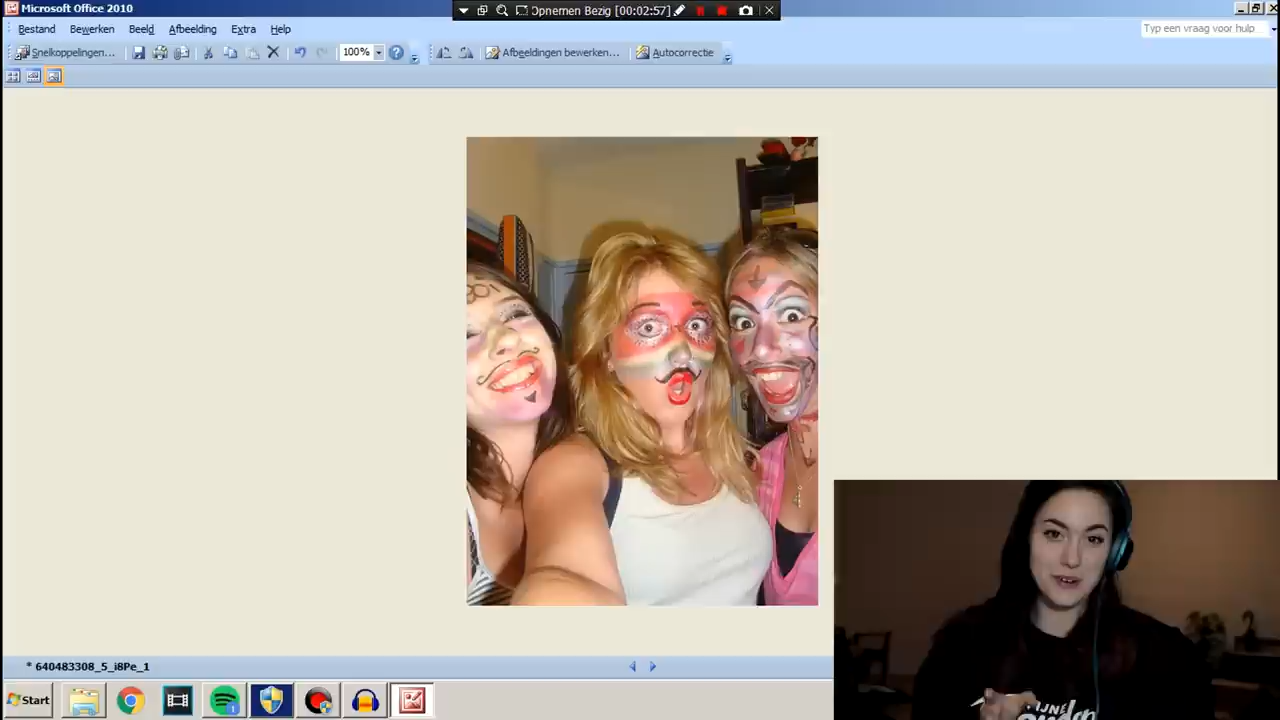 Microsoft Office 2010
Opnemen Bezig [00:02:57]
Bestand Bewerken Beeld Afbeelding Extra Help
Typ een vraag voor hulp
Snelkoppelingen... 100% Afbeeldingen bewerken... Autocorrectie
* 640483308_5_i8Pe_1
Start